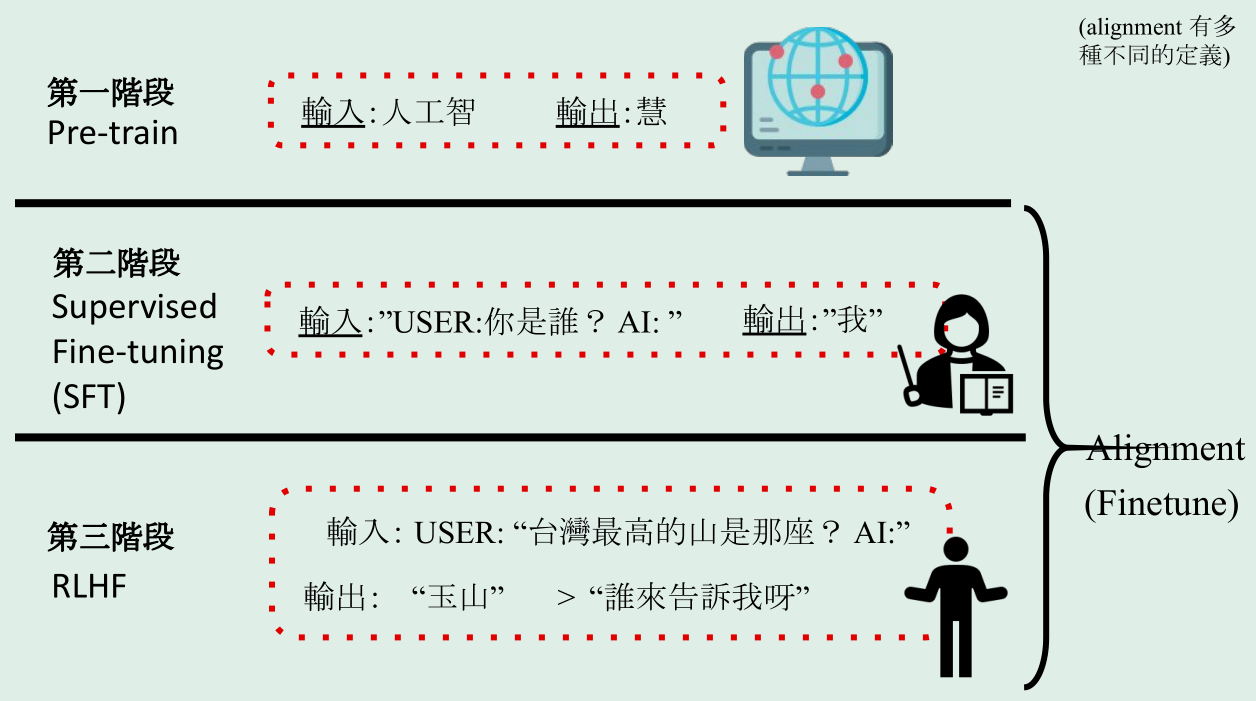 (alignment 有多
種不同的定義)
第一階段
Pre-train
輸入:人工智 輸出:慧
第二階段
Supervised
Fine-tuning
(SFT)
輸入:”USER:你是誰？ AI: ” 輸出:”我”
Alignment
(Finetune)
第三階段
RLHF
輸入: USER: “台灣最高的山是那座？ AI:”
輸出: “玉山” > “誰來告訴我呀”